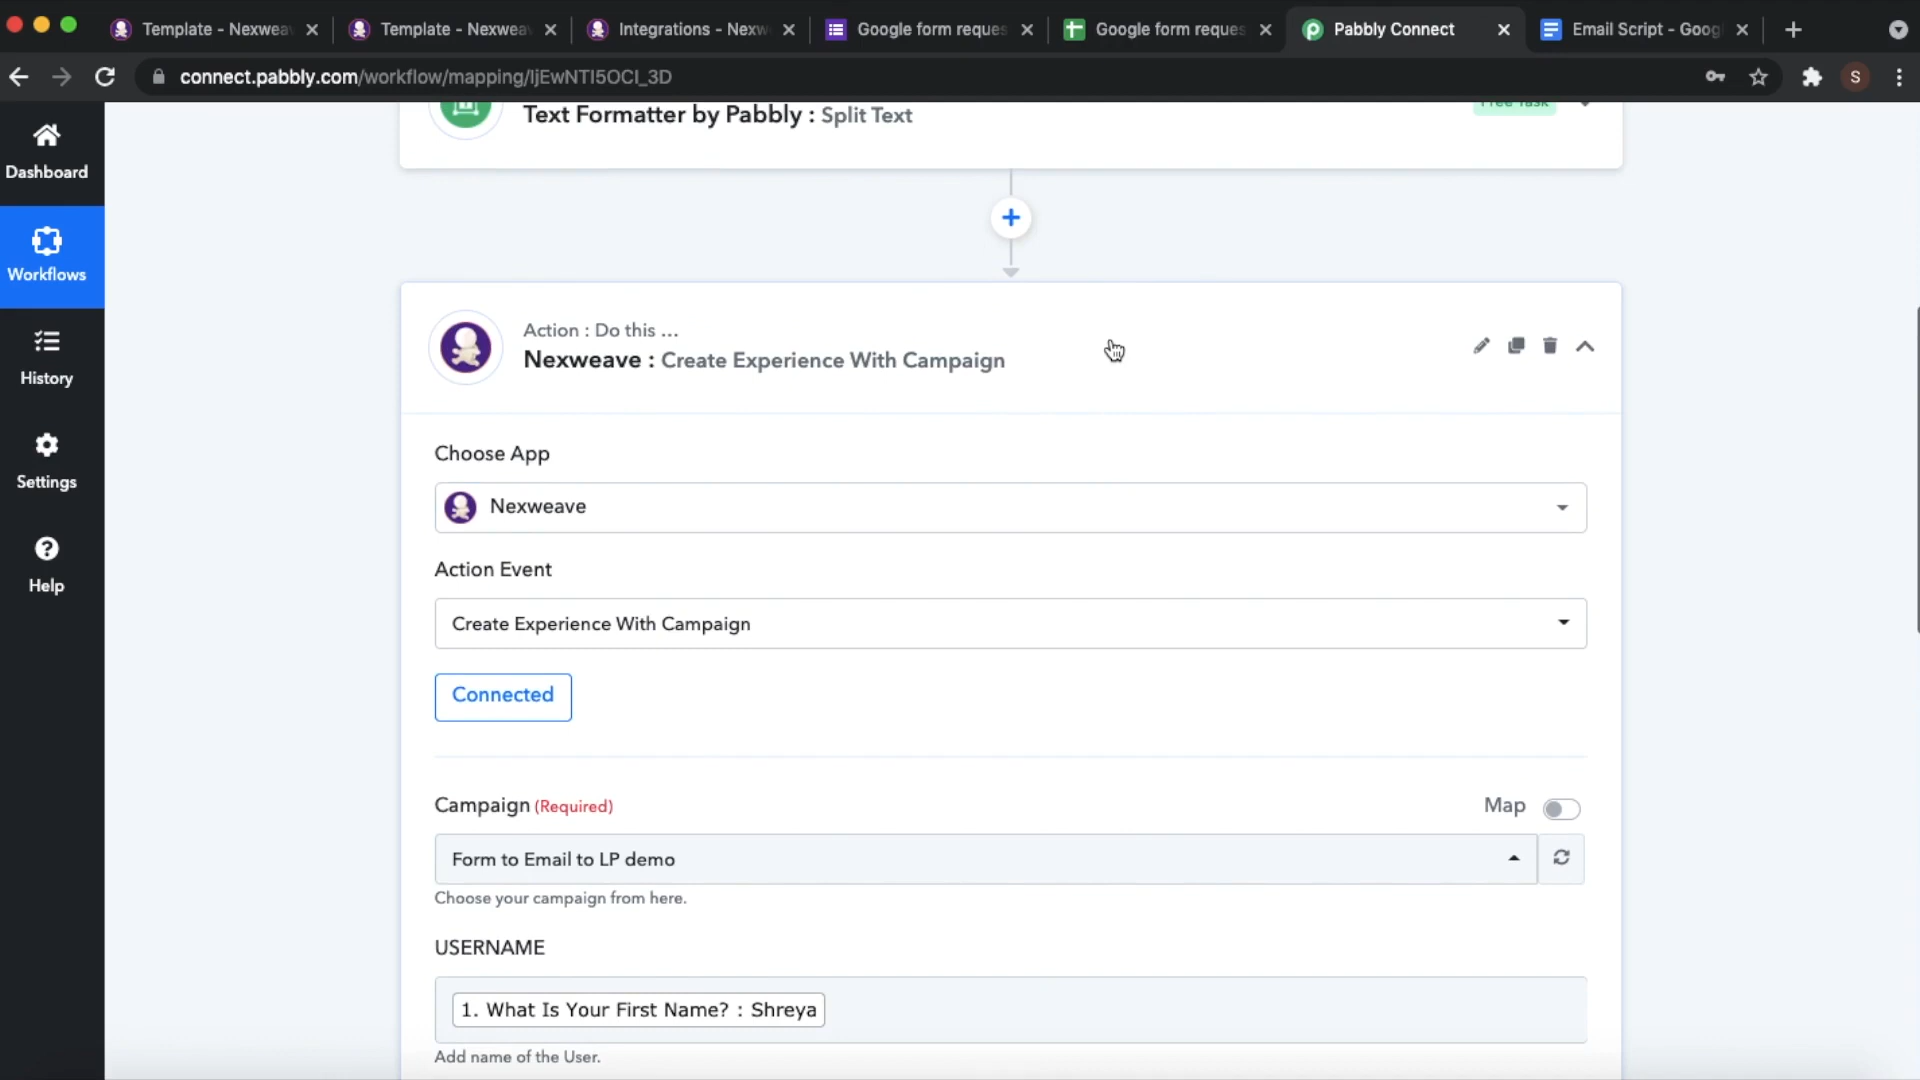 Template - Nexwea
Template - Nexweav
Integrations - Nexw
Google form reques
Google form reques
Pabbly Connect
Email Script - Goog
connect.pabbly.com/workflow/mapping/IjEwNTI5OCI_3D
S
Dashboard
Workflows
History
Settings
Help
Text Formatter by Pabbly : Split Text
Free Task
Action : Do this ...
Nexweave : Create Experience With Campaign
Choose App
Nexweave
Action Event
Create Experience With Campaign
Connected
Campaign (Required)
Map
Form to Email to LP demo
Choose your campaign from here.
USERNAME
1. What Is Your First Name? : Shreya
Add name of the User.